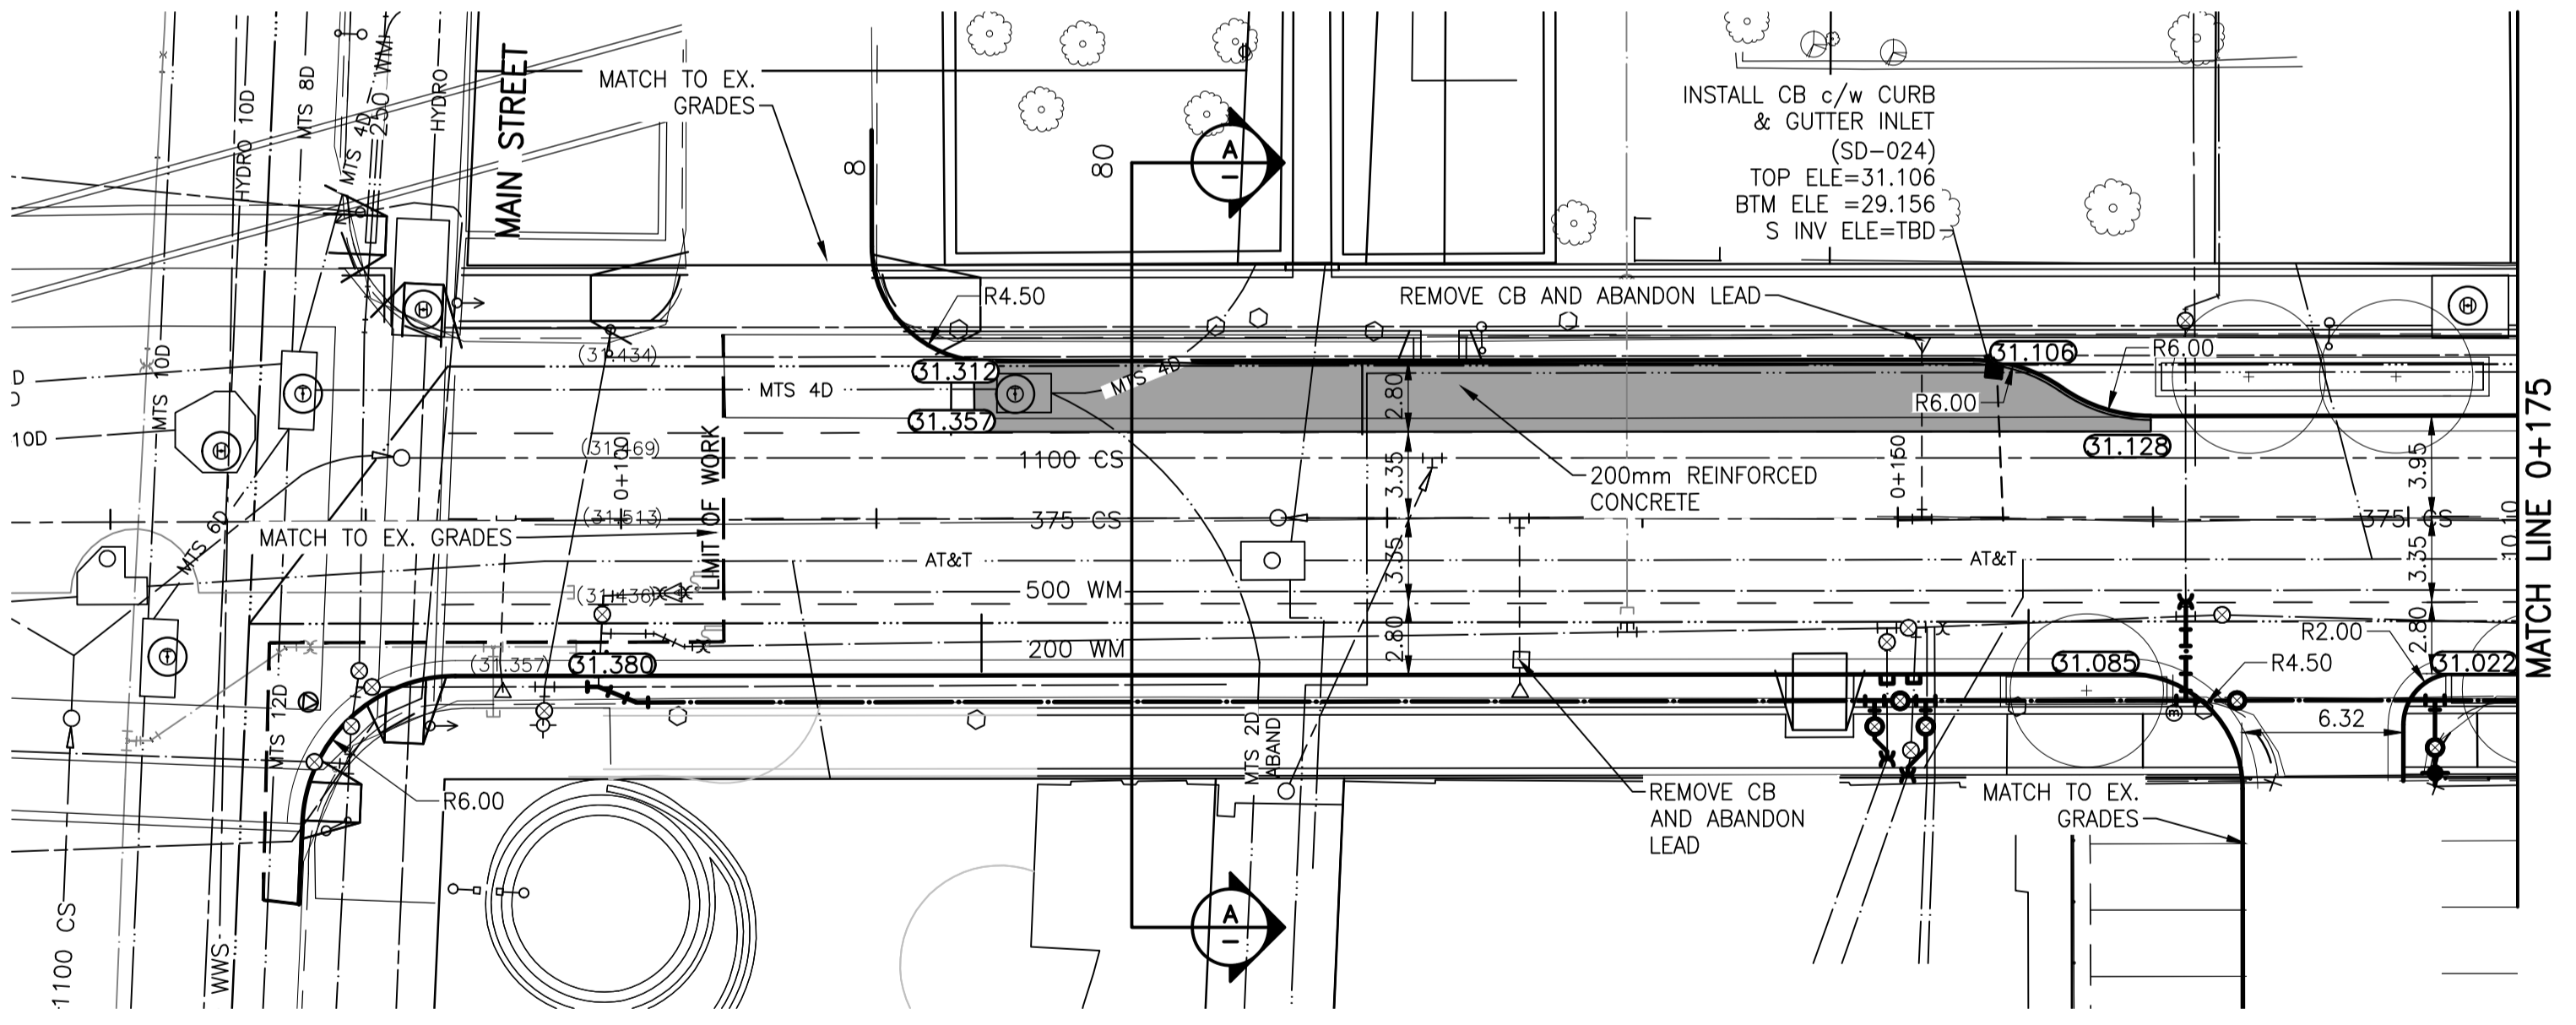 HYDRO 10D
MTS 8D
MTS 4D
250 WM
HYDRO
MAIN STREET
MATCH TO EX.
GRADES
8
80
A
INSTALL CB c/w CURB
& GUTTER INLET
(SD-024)
TOP ELE=31.106
BTM ELE =29.156
S INV ELE=TBD
R4.50
REMOVE CB AND ABANDON LEAD
(31.434)
31.312
MTS 4D
MTS 4D
31.106
R6.00
R6.00
31.357
2.80
31.128
MTS 10D
D
10D
(31.469)
0+100
1100 CS
LIMIT OF WORK
200mm REINFORCED
CONCRETE
3.35
0+150
3.95
MATCH LINE 0+175
(31.513)
375 CS
375 CS
10.10
MATCH TO EX. GRADES
MTS 6D
AT&T
AT&T
3.35
3.35
(31.436)
500 WM
200 WM
2.80
2.80
R2.00
(31.357)
31.380
31.085
R4.50
31.022
MTS 12D
6.32
MTS 2D
ABAND
R6.00
REMOVE CB
AND ABANDON
LEAD
MATCH TO EX.
GRADES
A
1100 CS
WWS